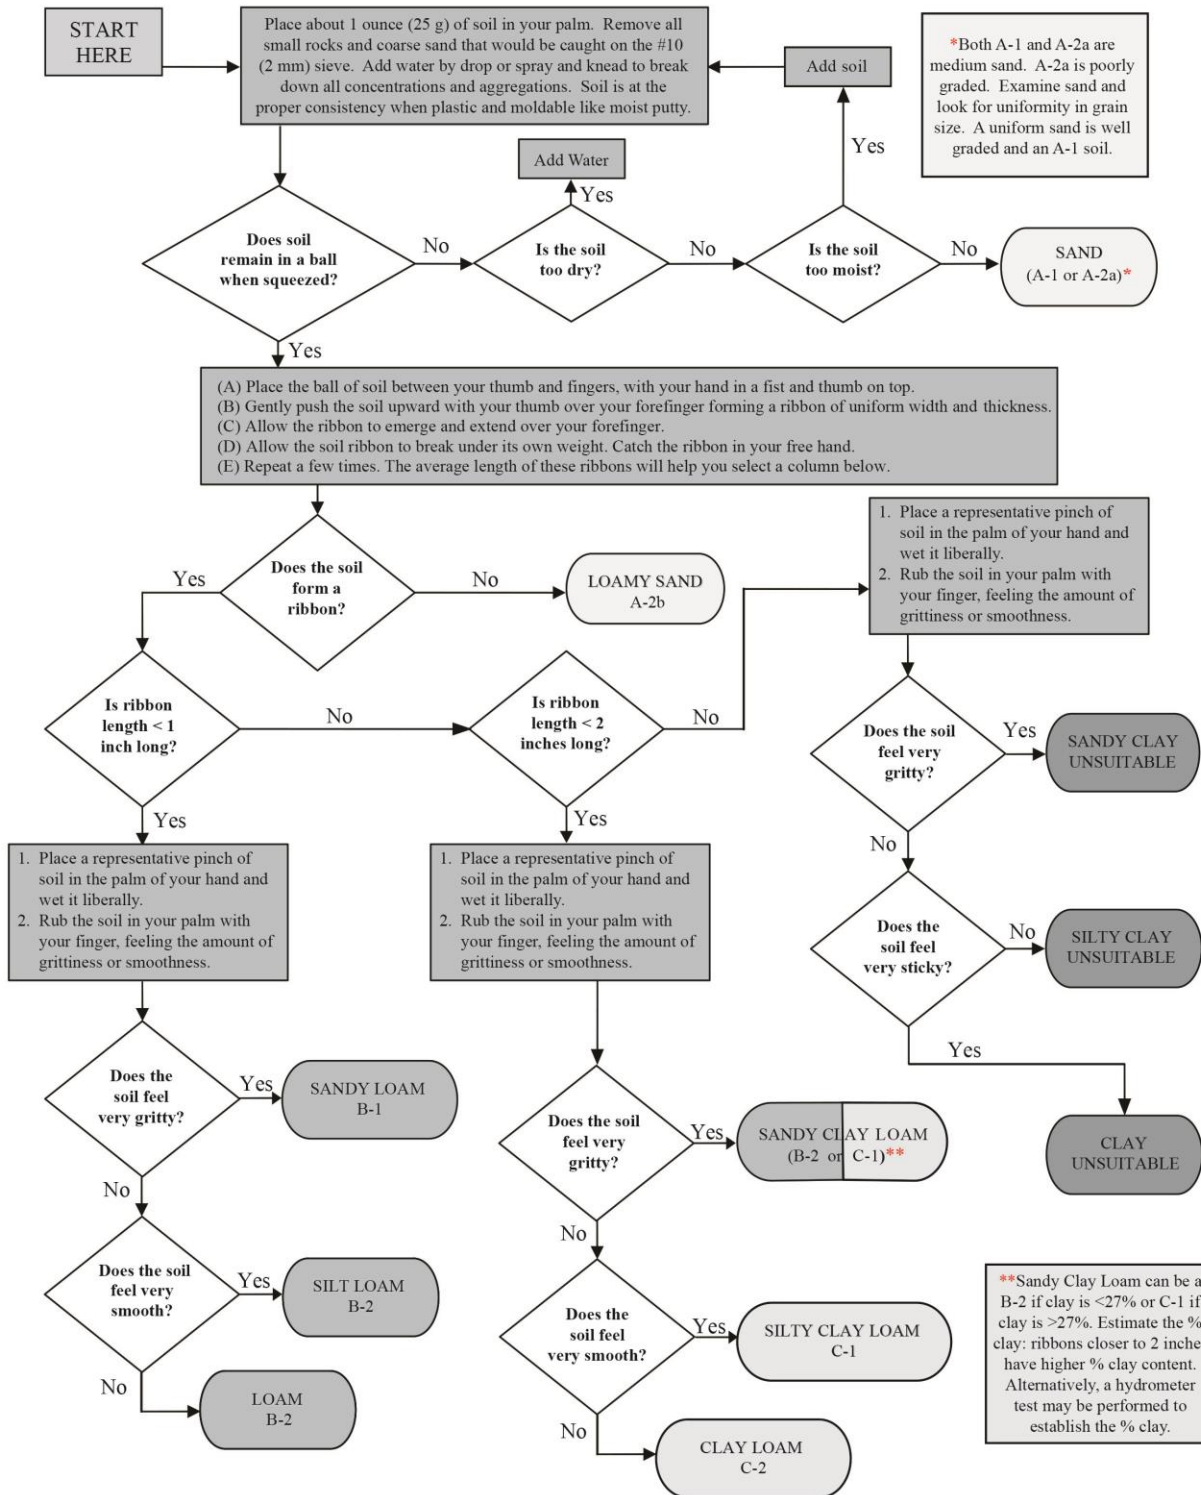 START
HERE
Place about 1 ounce (25 g) of soil in your palm. Remove all
small rocks and coarse sand that would be caught on the #10
(2 mm) sieve. Add water by drop or spray and knead to break
down all concentrations and aggregations. Soil is at the
proper consistency when plastic and moldable like moist putty.
Add soil
*Both A-1 and A-2a are
medium sand. A-2a is poorly
graded. Examine sand and
look for uniformity in grain
size. A uniform sand is well
graded and an A-1 soil.
Add Water
Yes
Yes
Does soil
remain in a ball
when squeezed?
No
Is the soil
too dry?
No
Is the soil
too moist?
No
SAND
(A-1 or A-2a)*
Yes
(A) Place the ball of soil between your thumb and fingers, with your hand in a fist and thumb on top.
(B) Gently push the soil upward with your thumb over your forefinger forming a ribbon of uniform width and thickness.
(C) Allow the ribbon to emerge and extend over your forefinger.
(D) Allow the soil ribbon to break under its own weight. Catch the ribbon in your free hand.
(E) Repeat a few times. The average length of these ribbons will help you select a column below.
Yes
Does the soil
form a
ribbon?
No
LOAMY SAND
A-2b
1. Place a representative pinch of
soil in the palm of your hand and
wet it liberally.
2. Rub the soil in your palm with
your finger, feeling the amount of
grittiness or smoothness.
Is ribbon
length < 1
inch long?
No
Is ribbon
length < 2
inches long?
No
Does the soil
feel very
gritty?
Yes
SANDY CLAY
UNSUITABLE
Yes
Yes
No
1. Place a representative pinch of
soil in the palm of your hand and
wet it liberally.
2. Rub the soil in your palm with
your finger, feeling the amount of
grittiness or smoothness.
1. Place a representative pinch of
soil in the palm of your hand and
wet it liberally.
2. Rub the soil in your palm with
your finger, feeling the amount of
grittiness or smoothness.
Does the
soil feel
very sticky?
No
SILTY CLAY
UNSUITABLE
Yes
CLAY
UNSUITABLE
Does the
soil feel
very gritty?
Yes
SANDY LOAM
B-1
Does the soil
feel very
gritty?
Yes
SANDY CLAY LOAM
(B-2 or C-1)**
No
No
Does the soil
feel very
smooth?
Yes
SILT LOAM
B-2
Does the
soil feel
very smooth?
Yes
SILTY CLAY LOAM
C-1
**Sandy Clay Loam can be a
B-2 if clay is <27% or C-1 if
clay is >27%. Estimate the %
clay: ribbons closer to 2 inche
have higher % clay content.
Alternatively, a hydrometer
test may be performed to
establish the % clay.
No
LOAM
B-2
No
CLAY LOAM
C-2